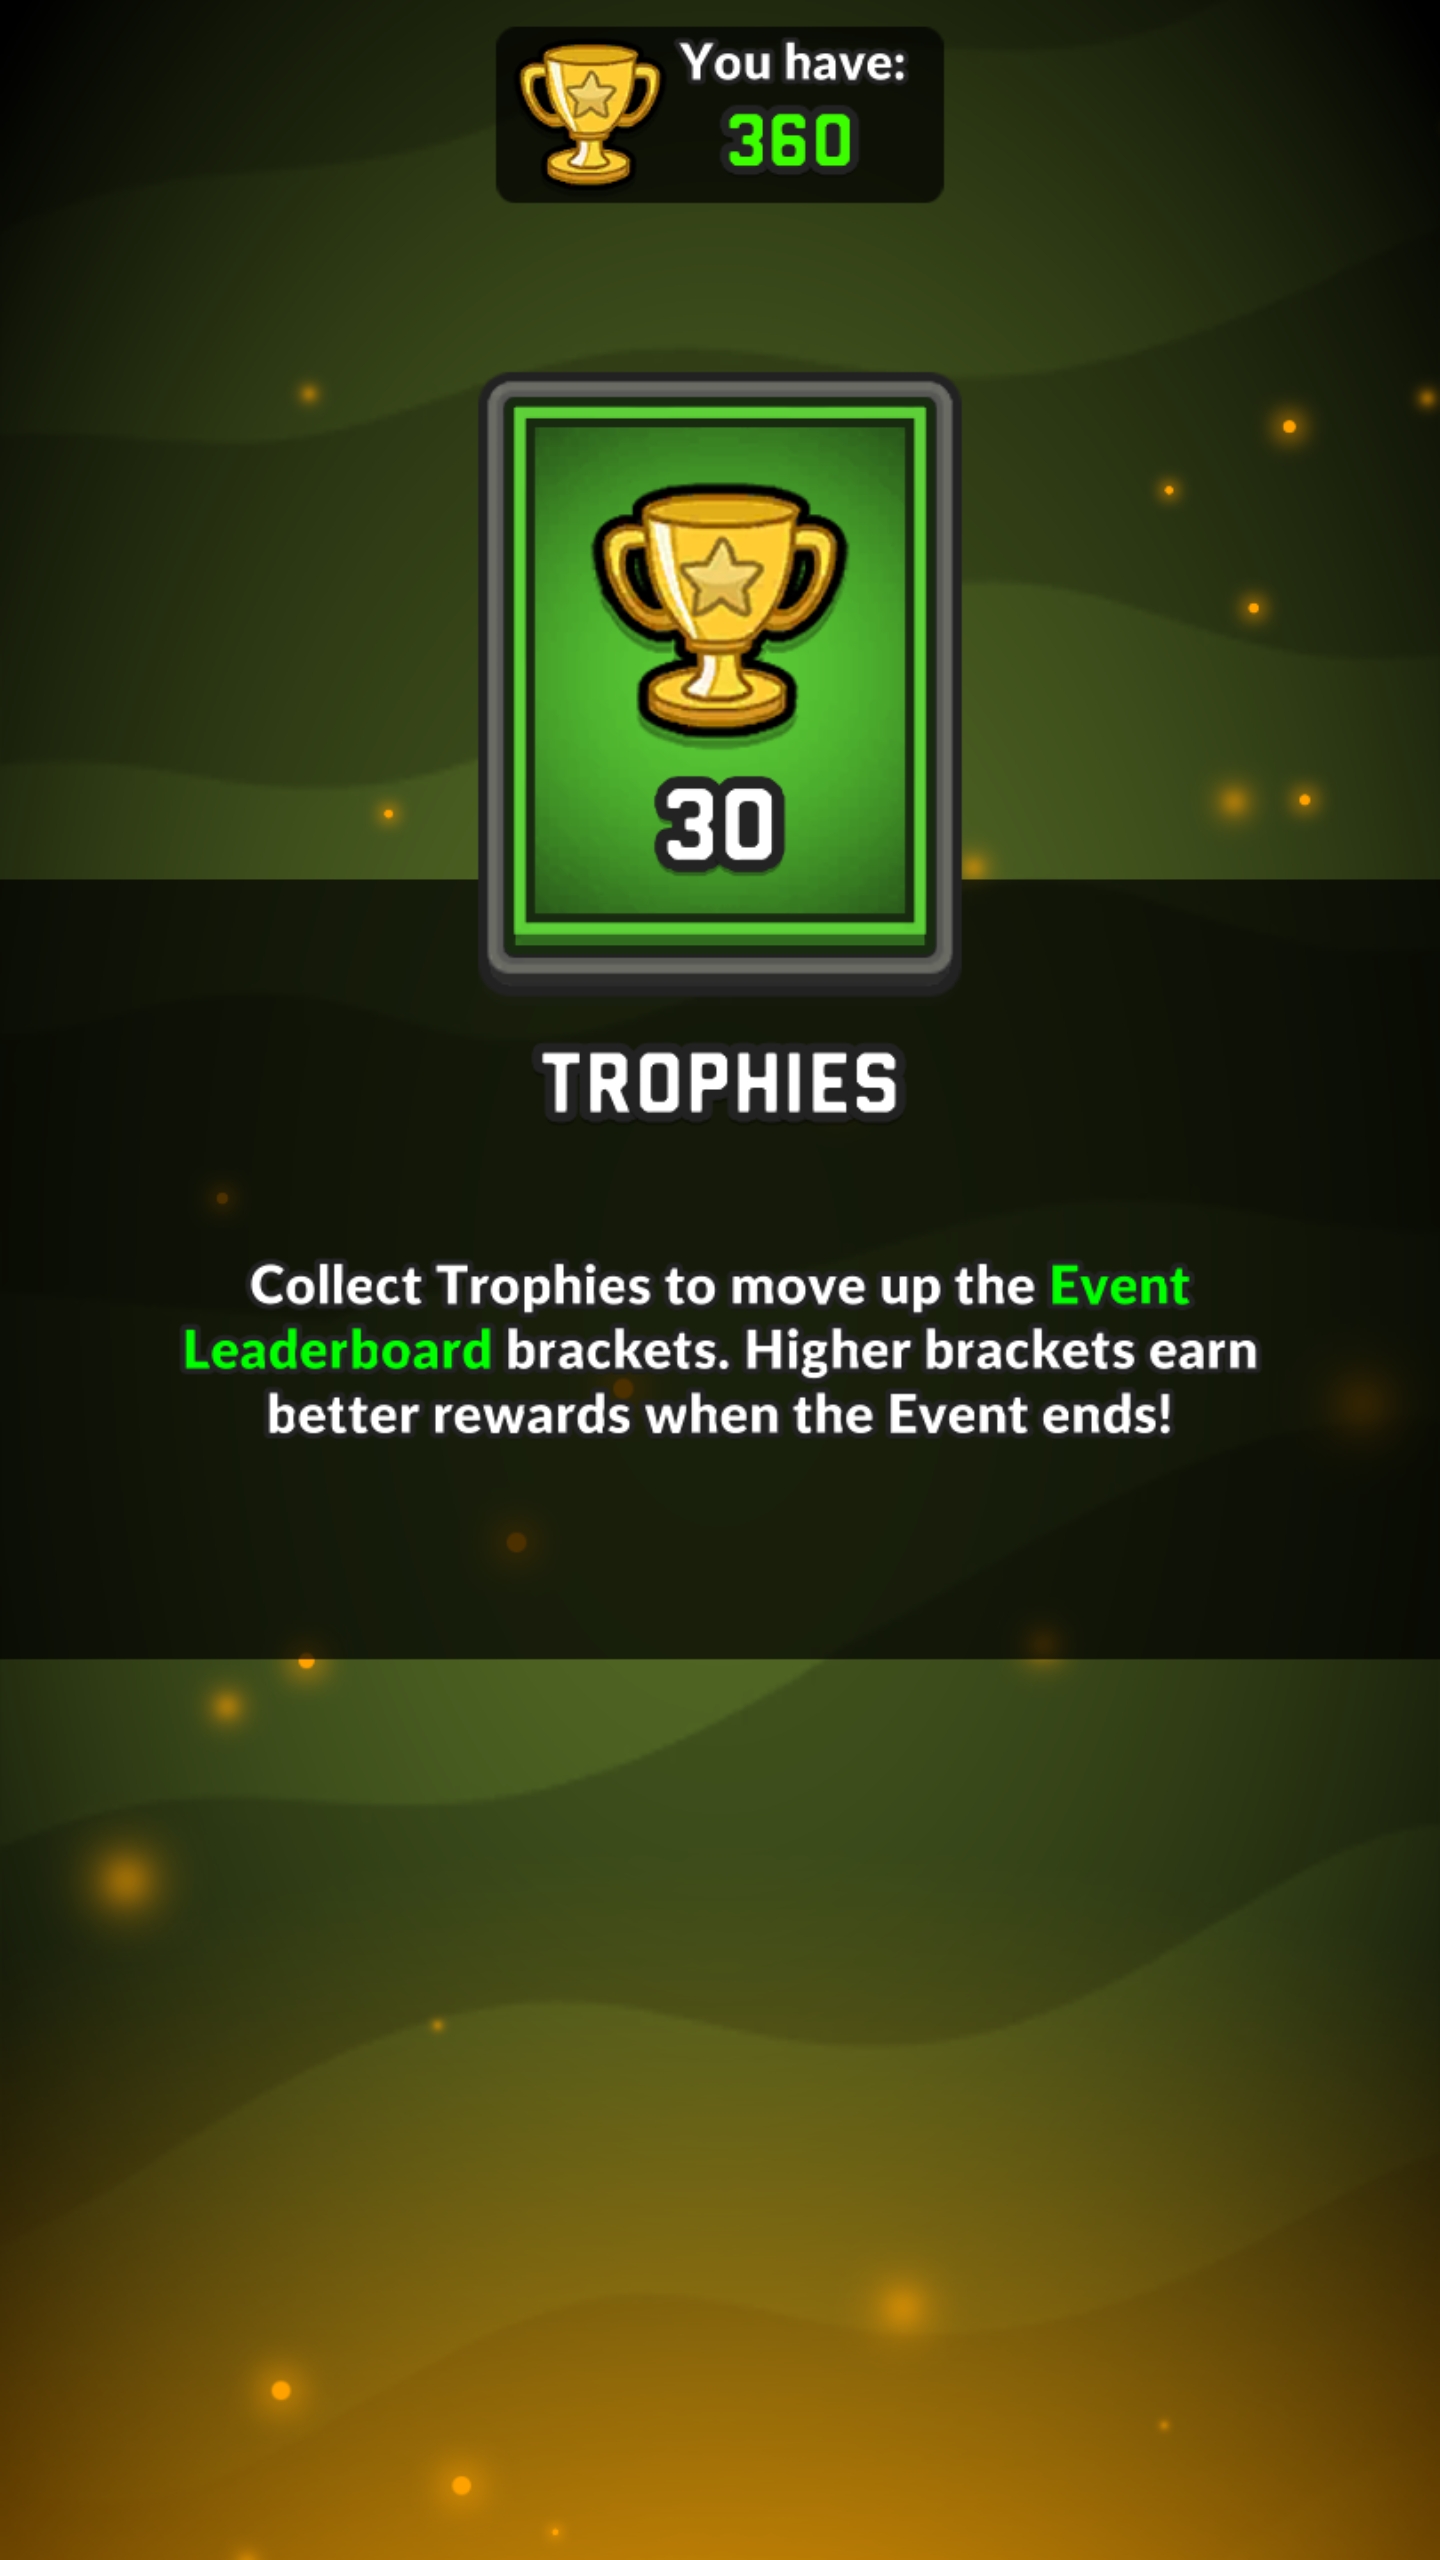 You have:
360
30
TROPHIES
Collect Trophies to move up the Event
Leaderboard brackets. Higher brackets earn
better rewards when the Event ends!